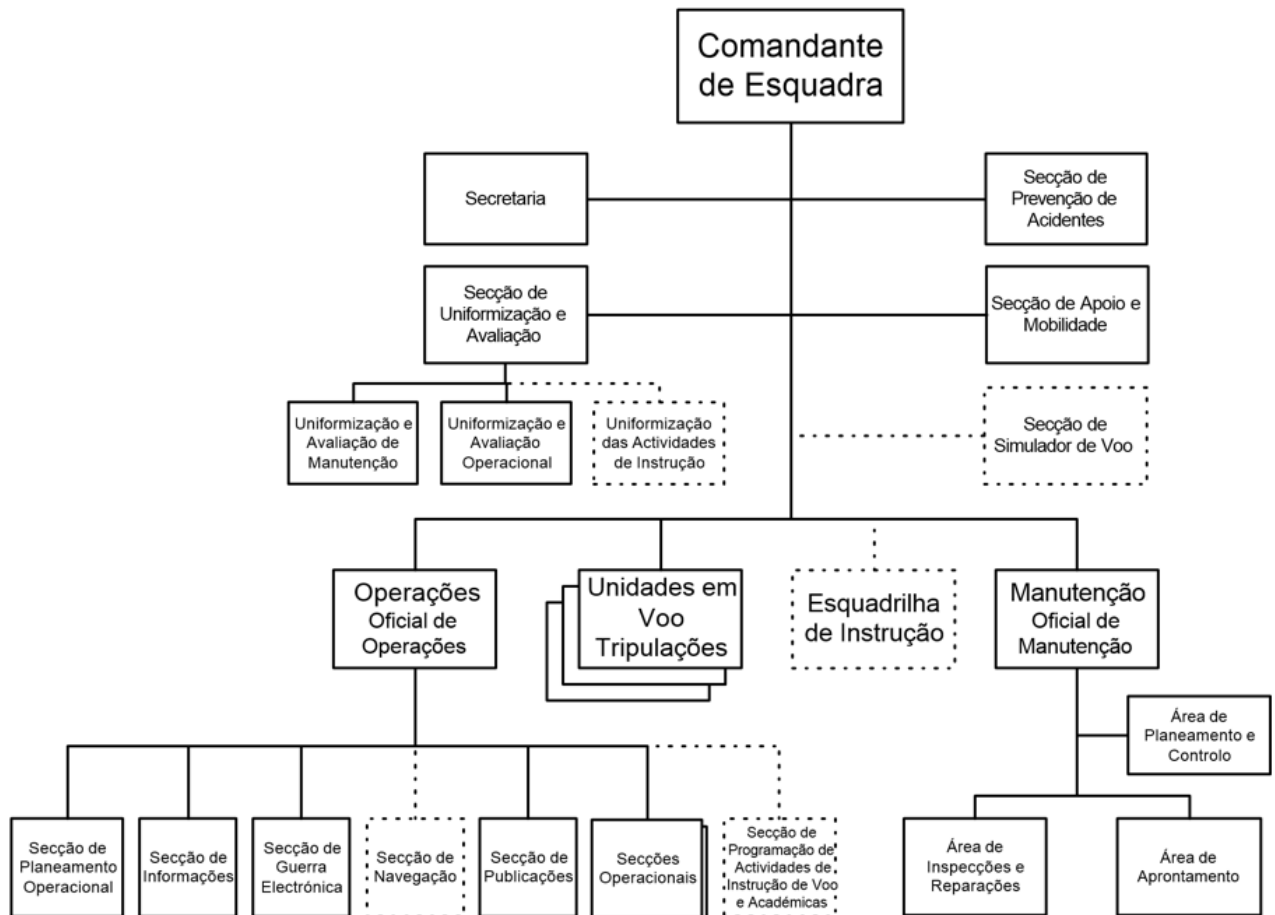 Comandante
de Esquadra
Secretaria
Secção de
Prevenção de
Acidentes
Secção de
Uniformização e
Avaliação
Secção de Apoio e
Mobilidade
Uniformização e
Avaliação de
Manutenção
Uniformização e
Avaliação
Operacional
Uniformização
das Actividades
de Instrução
Secção de
Simulador de Voo
Operações
Oficial de
Operações
Unidades em
Voo
Tripulações
Esquadrilha
de Instrução
Manutenção
Oficial de
Manutenção
Área de
Planeamento e
Controlo
Secção de
Planeamento
Operacional
Secção de
Informações
Secção de
Guerra
Electrónica
Secção de
Navegação
Secção de
Publicações
Secções
Operacionais
Secção de
Programação de
Actividades de
Instrução de Voo
e Académicas
Área de
Inspecções e
Reparações
Área de
Aprontamento